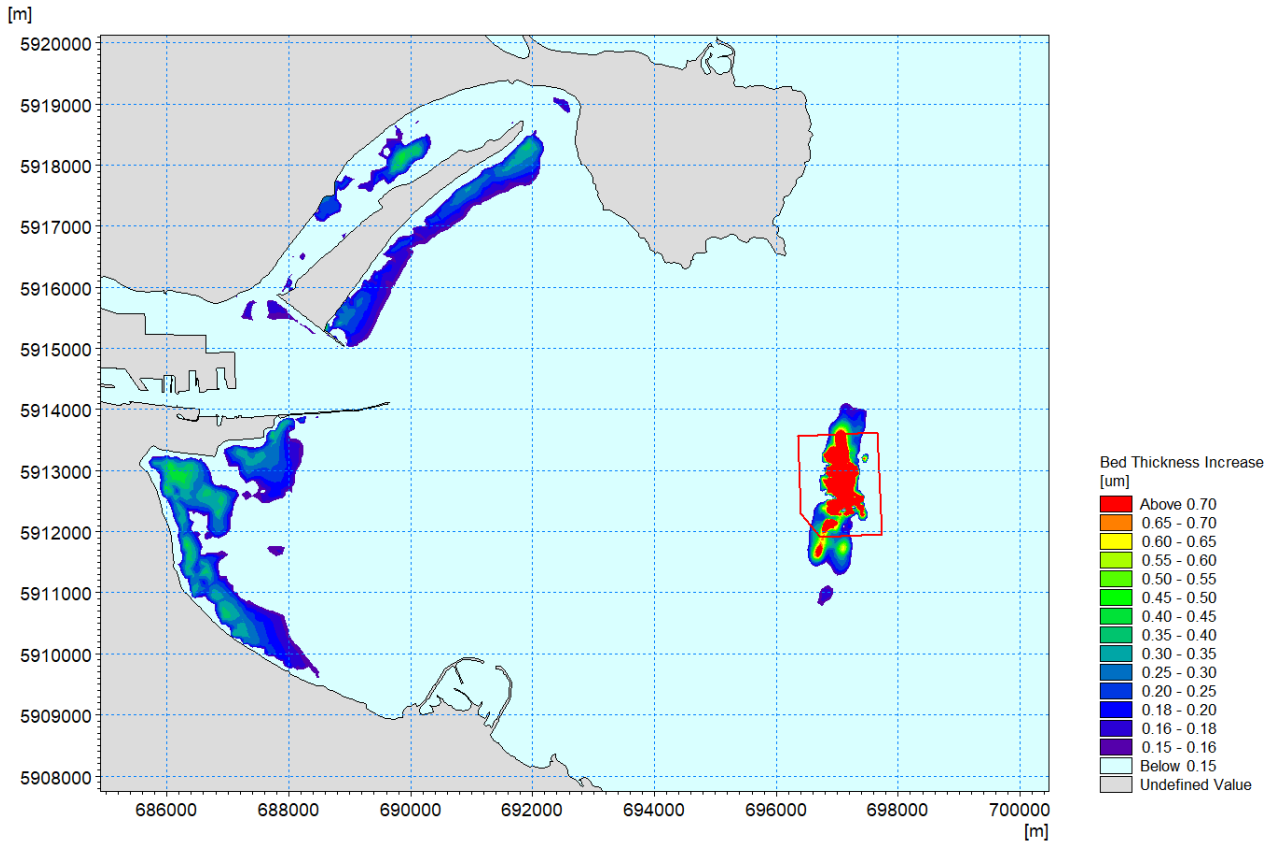 [m]
5920000
5919000
5918000
5917000
5916000
5915000
5914000
5913000
5912000
5911000
5910000
5909000
5908000
686000 688000 690000 692000 694000 696000 698000 700000
[m]
Bed Thickness Increase
[um]
Above 0.70
0.65 - 0.70
0.60 - 0.65
0.55 - 0.60
0.50 - 0.55
0.45 - 0.50
0.40 - 0.45
0.35 - 0.40
0.30 - 0.35
0.25 - 0.30
0.20 - 0.25
0.18 - 0.20
0.16 - 0.18
0.15 - 0.16
Below 0.15
Undefined Value